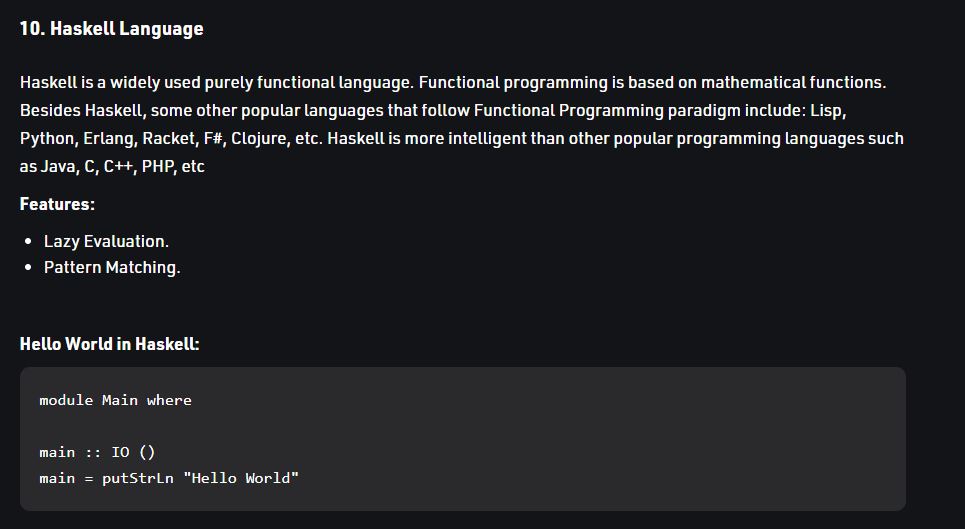 10. Haskell Language
Haskell is a widely used purely functional language. Functional programming is based on mathematical functions.
Besides Haskell, some other popular languages that follow Functional Programming paradigm include: Lisp,
Python, Erlang, Racket, F#, Clojure, etc. Haskell is more intelligent than other popular programming languages such
as Java, C, C++, PHP, etc
Features:
• Lazy Evaluation.
• Pattern Matching.
Hello World in Haskell:
module Main where
main :: IO ()
main = putStrLn "Hello World"